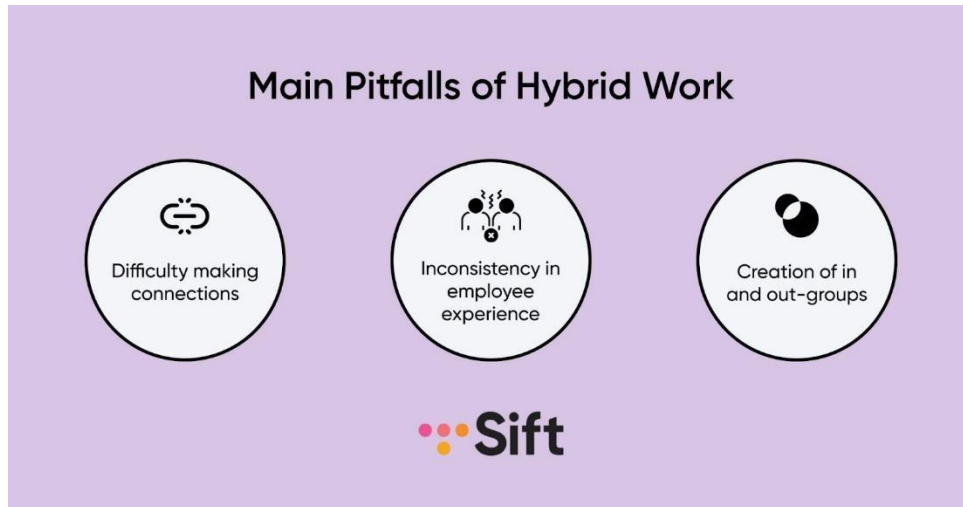 Main Pitfalls of Hybrid Work
Difficulty making
connections
Inconsistency in
employee
experience
Creation of in
and out-groups
Sift